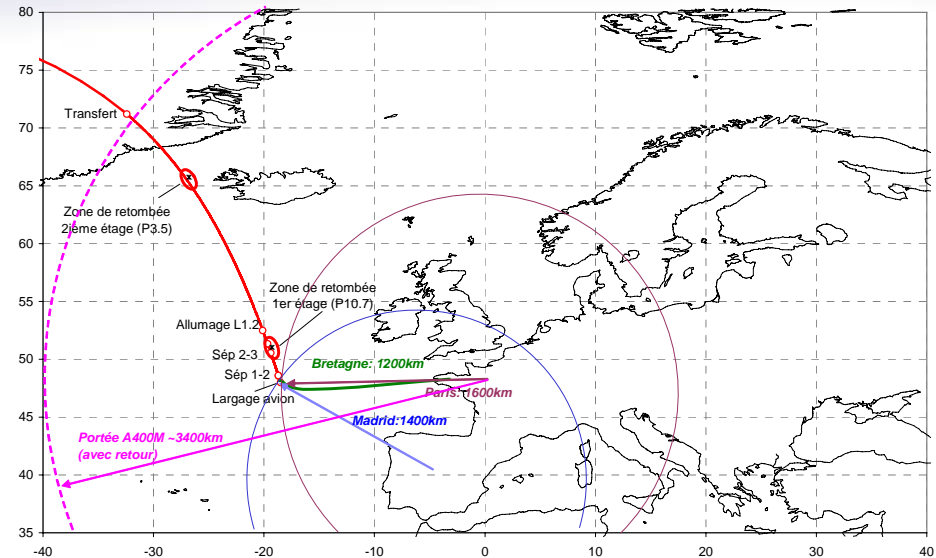 80
75
70
65
60
55
50
45
40
35
Transfert
Zone de retombée
2ième étage (P3.5)
Zone de retombée
1er étage (P10.7)
Allumage L1.2
Sép 2-3
Sép 1-2
Largage avion
Bretagne: 1200km
Paris: 1600km
Madrid:1400km
Portée A400M ~3400km
(avec retour)
-40
-30
-20
-10
0
10
20
30
40